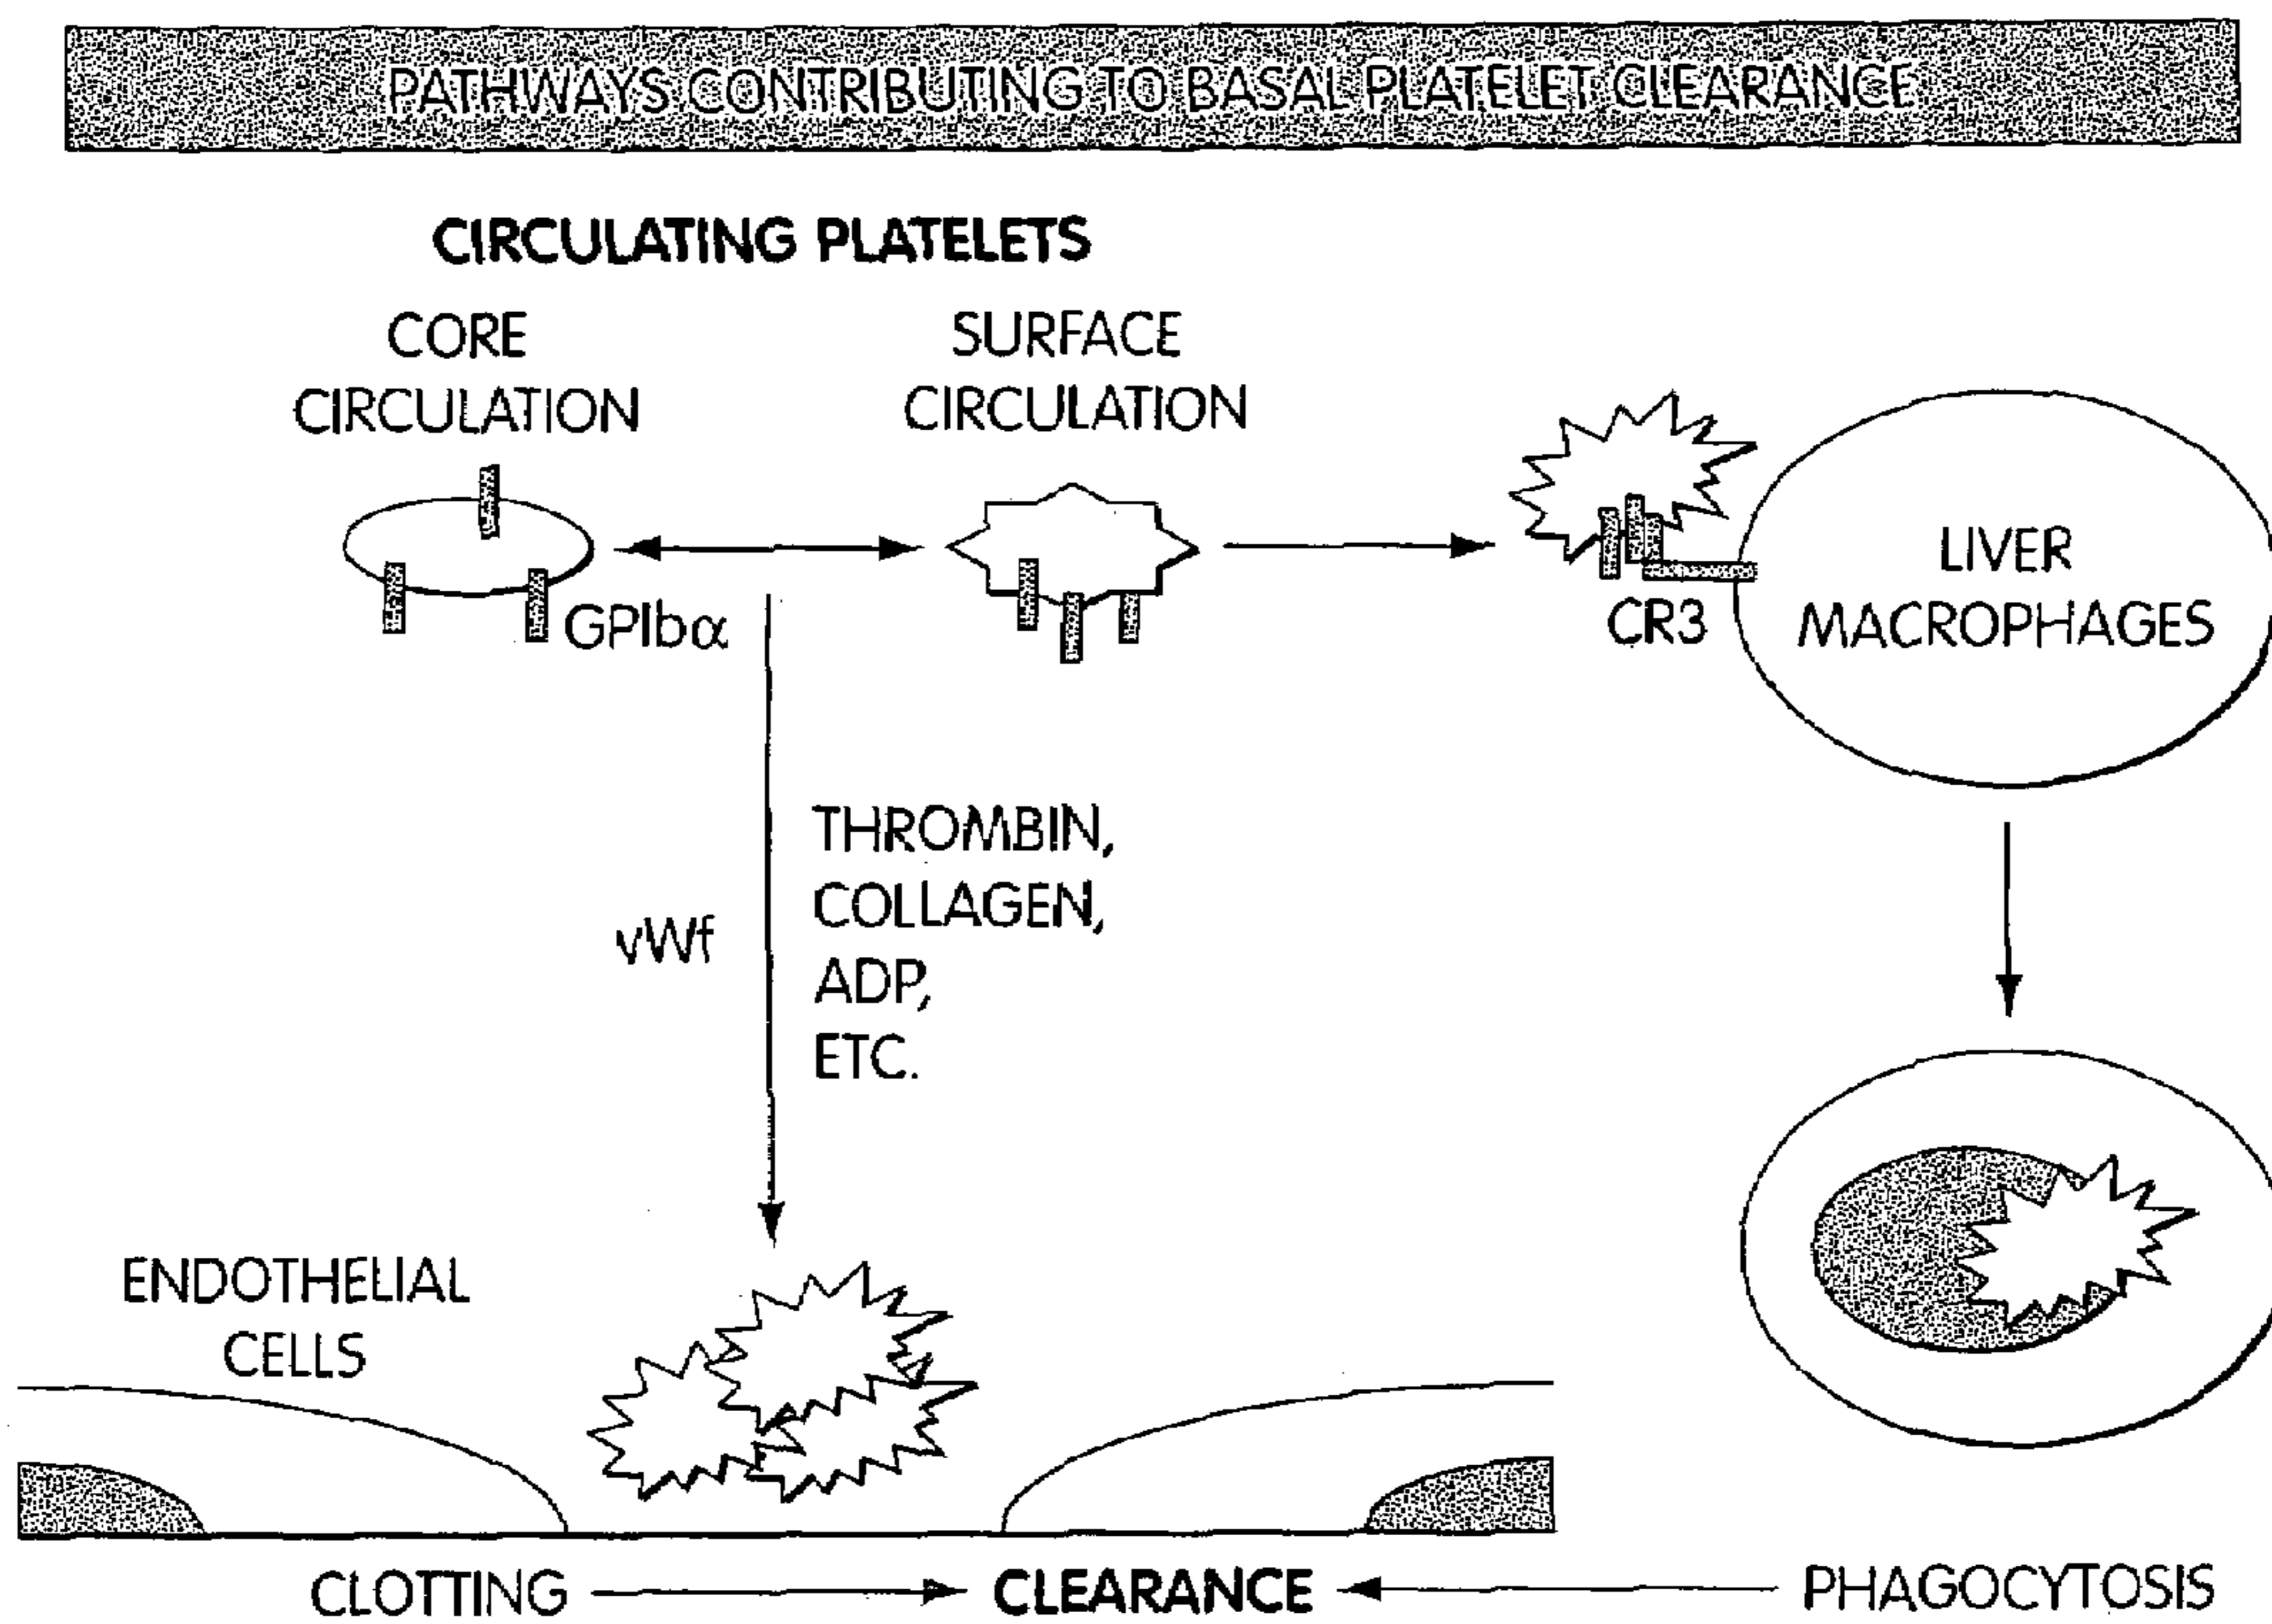 PATHWAYS CONTRIBUTING TO BASAL PLATELET CLEARANCE
CIRCULATING PLATELETS
CORE
CIRCULATION
SURFACE
CIRCULATION
GPIbα
CR3
LIVER
MACROPHAGES
vWf
THROMBIN,
COLLAGEN,
ADP,
ETC.
ENDOTHELIAL
CELLS
CLOTTING
CLEARANCE
PHAGOCYTOSIS